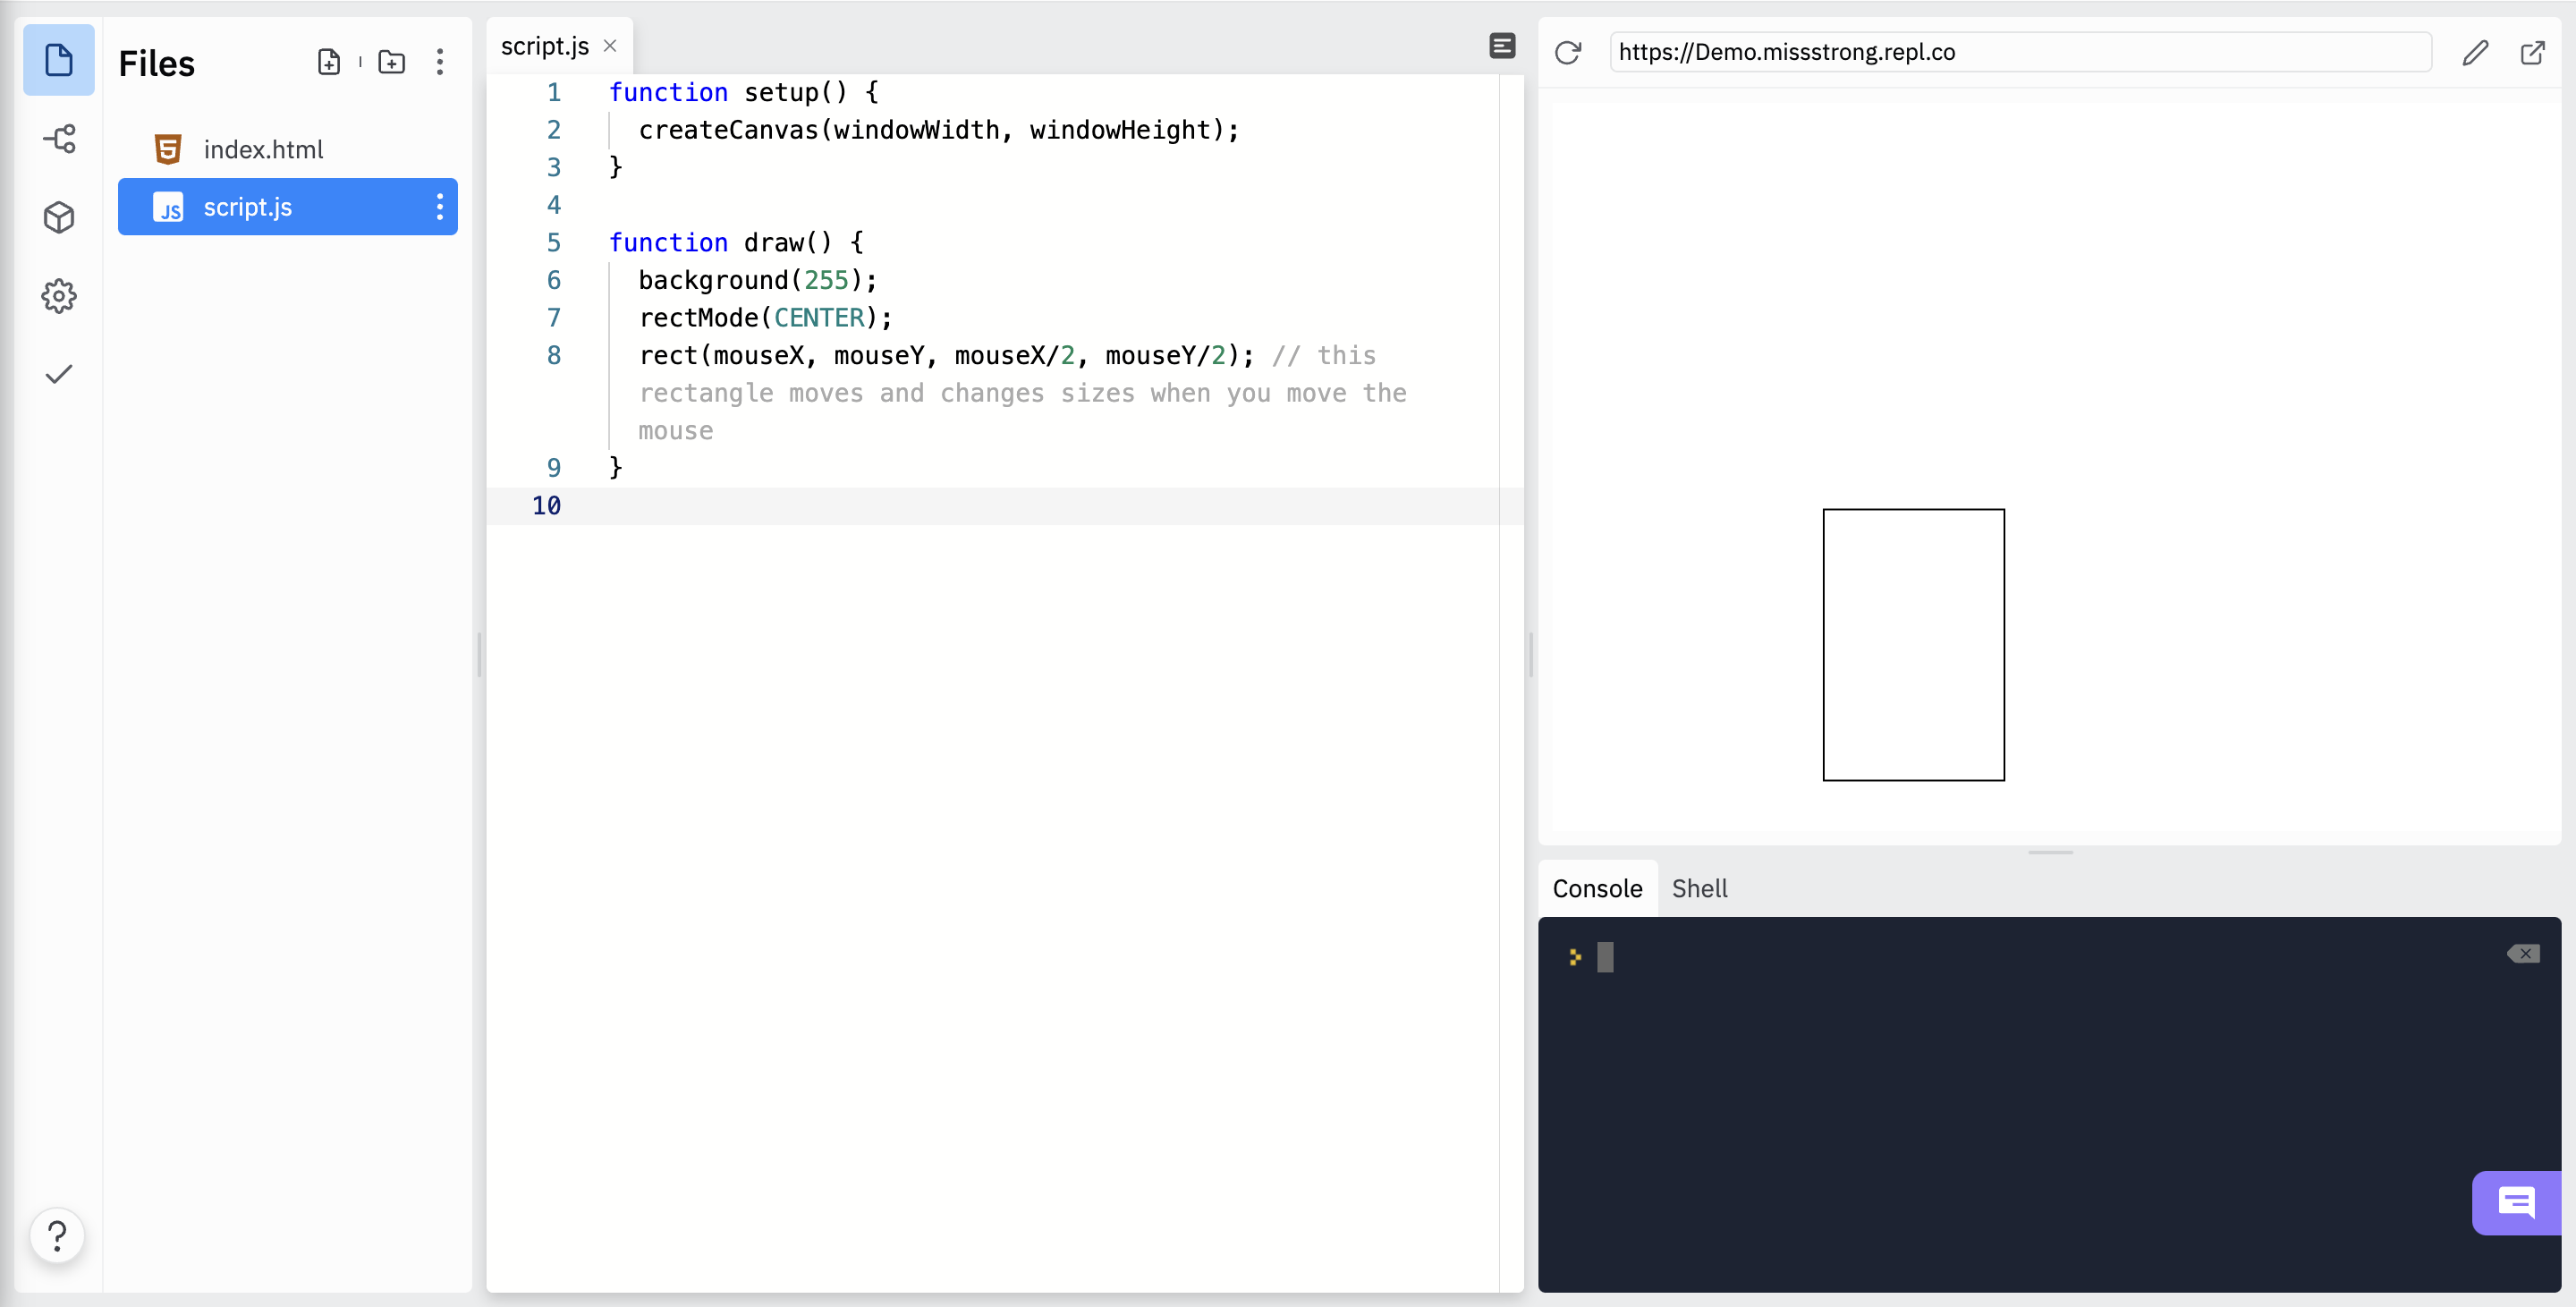 Files
index.html
JS script.js
script.js
1 function setup() {
2 createCanvas(windowWidth, windowHeight);
3 }
4
5 function draw() {
6 background(255);
7 rectMode(CENTER);
8 rect(mouseX, mouseY, mouseX/2, mouseY/2); // this
rectangle moves and changes sizes when you move the
mouse
9 }
10
https://Demo.missstrong.repl.co
Console Shell
?